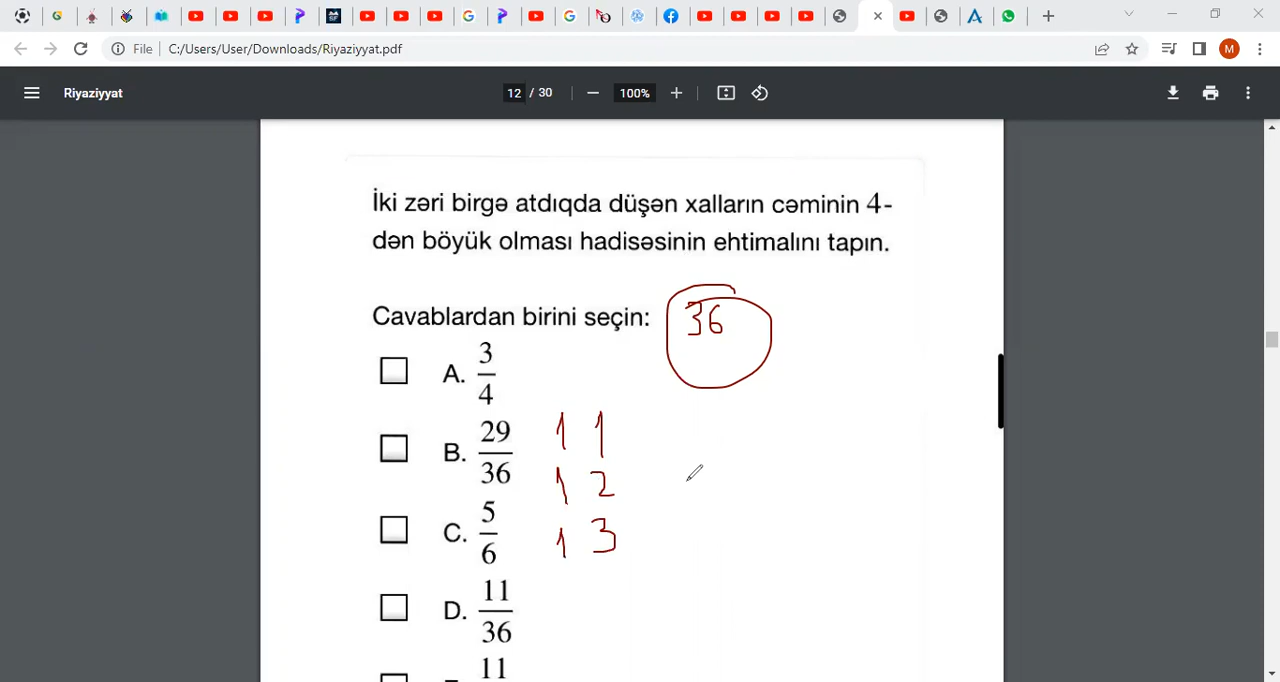 File C:/Users/User/Downloads/Riyaziyyat.pdf
M
Riyaziyyat
12 / 30
100%
İki zəri birgə atdıqda düşən xalların cəminin 4-
dən böyük olması hadisəsinin ehtimalını tapın.
Cavablardan birini seçin:
36
A. 3/4
B. 29/36
1 1
1 2
C. 5/6
1 3
D. 11/36
11